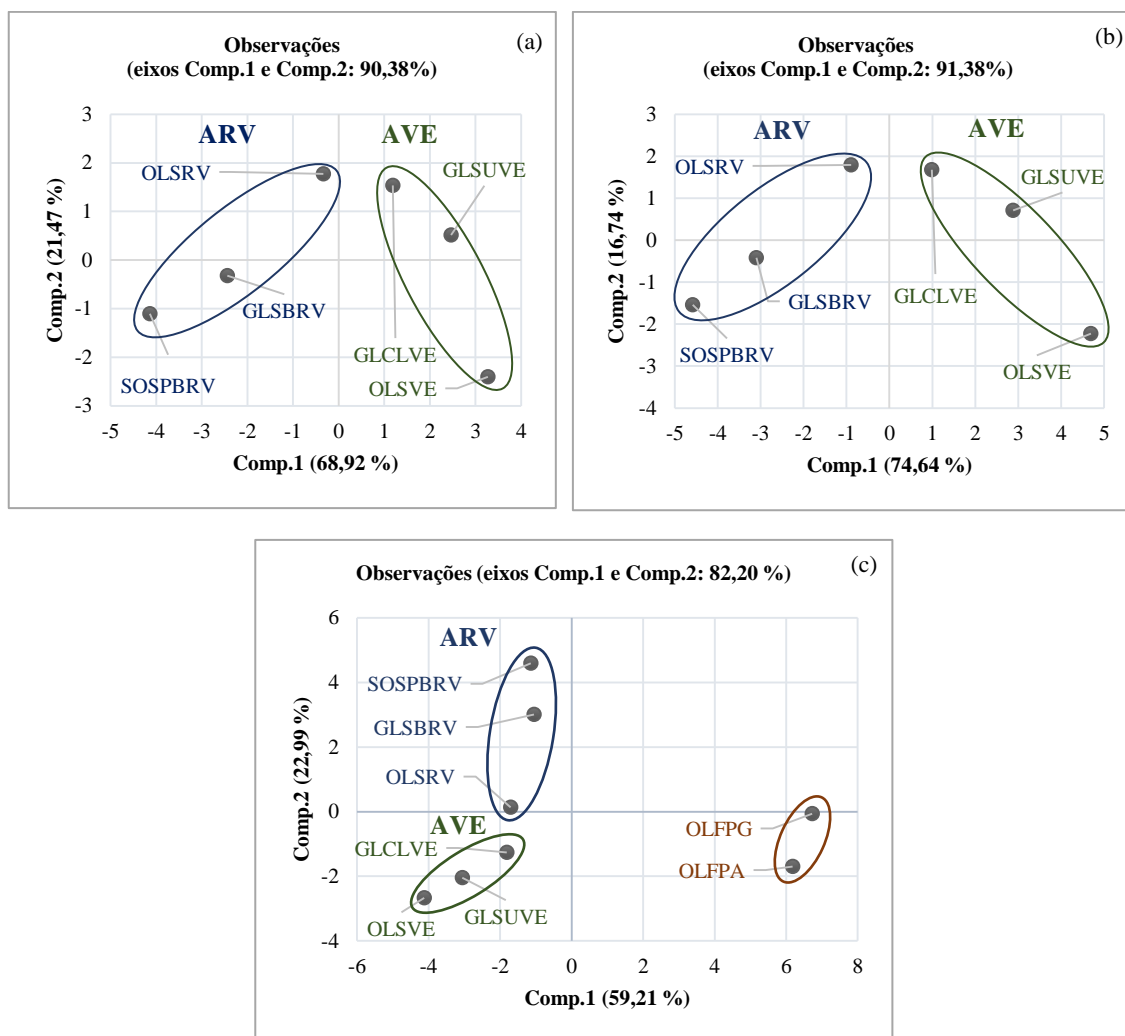 Observações
(eixos Comp.1 e Comp.2: 90,38%)
(a)
ARV
AVE
OLSRV
GLSUVE
GLSBRV
GLCLVE
SOSPBRV
OLSVE
3
2
1
0
-1
-2
-3
Comp.2 (21,47 %)
-5 -4 -3 -2 -1 0 1 2 3 4
Comp.1 (68,92 %)
Observações
(eixos Comp.1 e Comp.2: 91,38%)
(b)
ARV
AVE
OLSRV
GLSUVE
GLSBRV
GLCLVE
SOSPBRV
OLSVE
3
2
1
0
-1
-2
-3
-4
Comp.2 (16,74 %)
-5 -4 -3 -2 -1 0 1 2 3 4 5
Comp.1 (74,64 %)
Observações (eixos Comp.1 e Comp.2: 82,20 %)
(c)
ARV
SOSPBRV
GLSBRV
OLSRV
AVE
GLCLVE
OLSVE
GLSUVE
OLFPG
OLFPA
6
4
2
0
-2
-4
Comp.2 (22,99 %)
-6 -4 -2 0 2 4 6 8
Comp.1 (59,21 %)